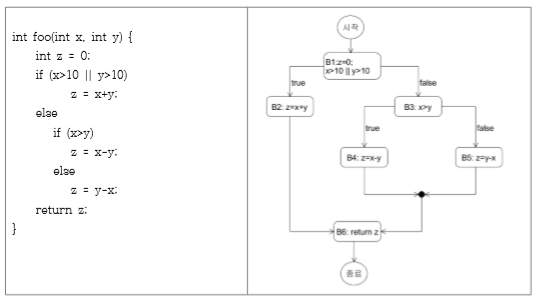 int foo(int x, int y) {
int z = 0;
if (x>10 || y>10)
z = x+y;
else
if (x>y)
z = x-y;
else
z = y-x;
return z;
}
시작
B1:z=0;
x>10 || y>10
true
false
B2: z=x+y
B3: x>y
true
false
B4: z=x-y
B5: z=y-x
B6: return z
종료